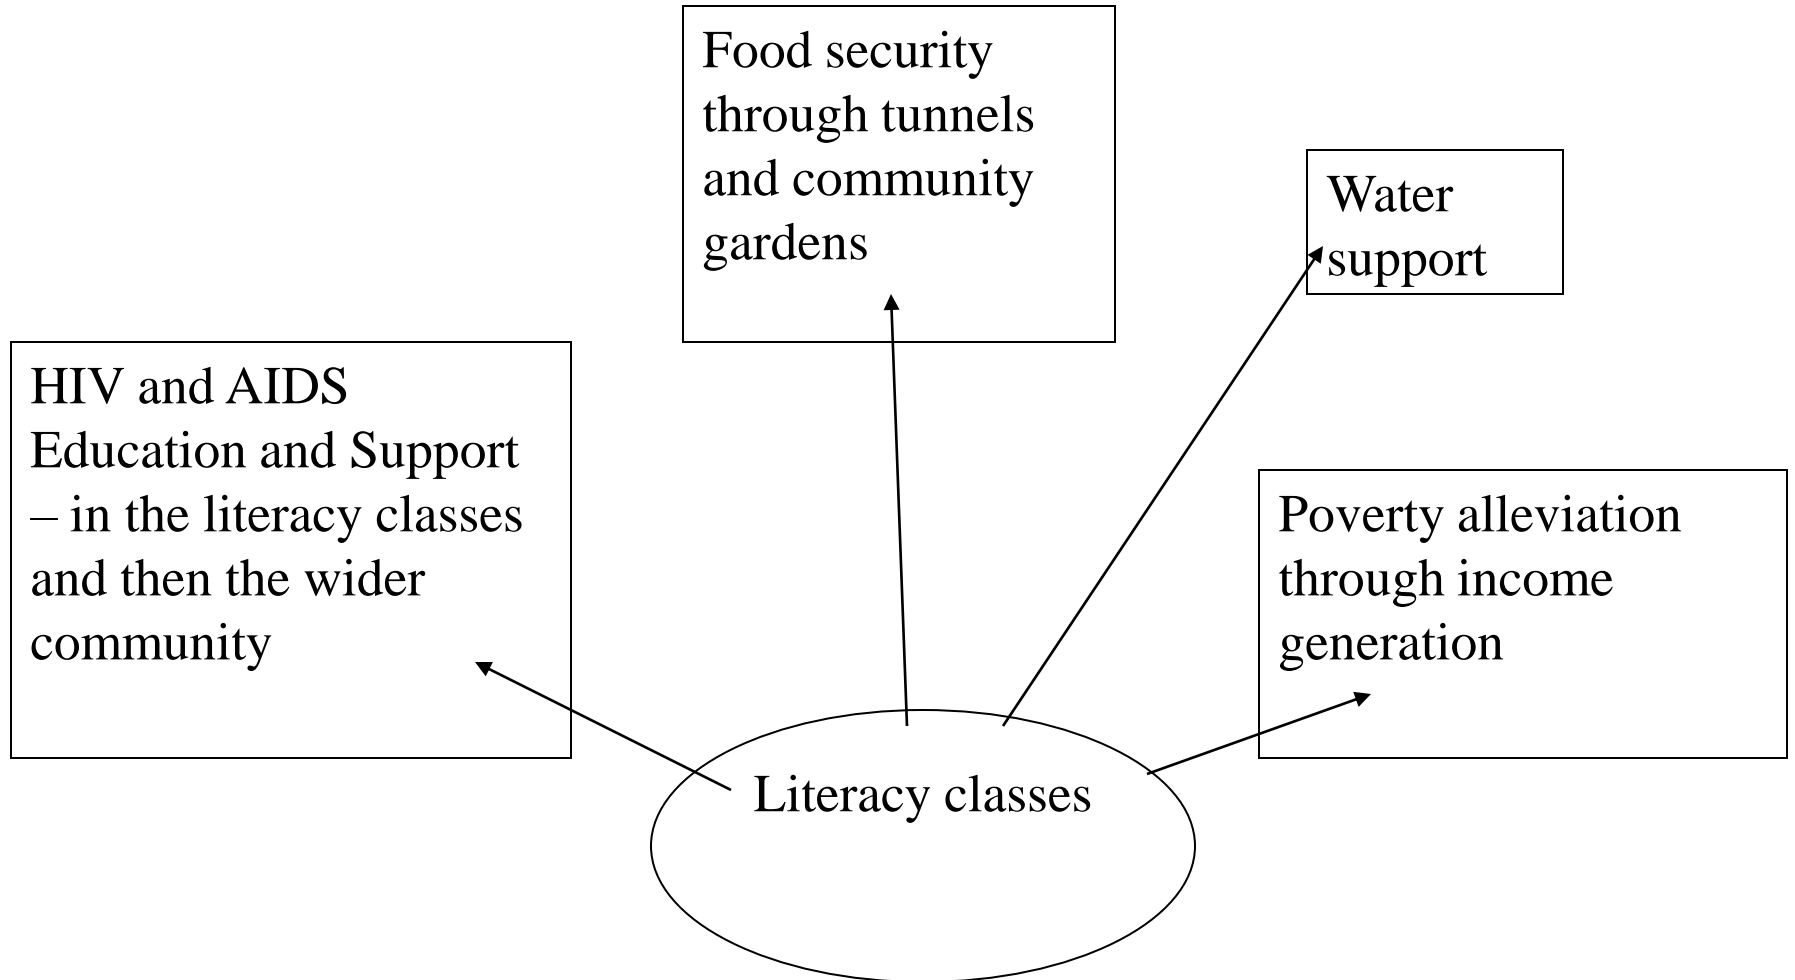 Food security
through tunnels
and community
gardens
Water
support
HIV and AIDS
Education and Support
– in the literacy classes
and then the wider
community
Poverty alleviation
through income
generation
Literacy classes